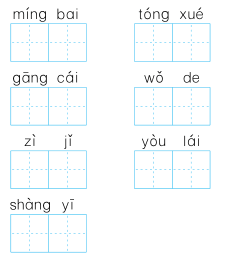 míng bai tóng xué
gāng cái wǒ de
zì jǐ yòu lái
shàng yī